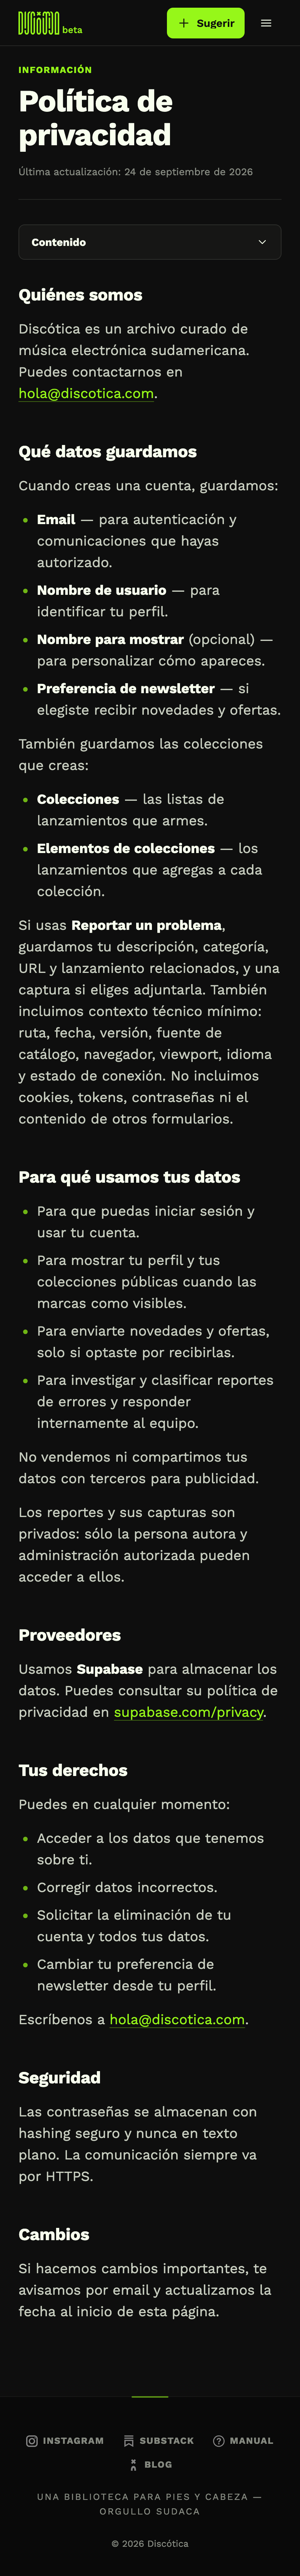 DISCÓTICA beta
+ Sugerir
INFORMACIÓN
Política de
privacidad
Última actualización: 24 de septiembre de 2026
Contenido
Quiénes somos
Discótica es un archivo curado de
música electrónica sudamericana.
Puedes contactarnos en
hola@discotica.com.
Qué datos guardamos
Cuando creas una cuenta, guardamos:
• Email — para autenticación y
comunicaciones que hayas
autorizado.
• Nombre de usuario — para
identificar tu perfil.
• Nombre para mostrar (opcional) —
para personalizar cómo apareces.
• Preferencia de newsletter — si
elegiste recibir novedades y ofertas.
También guardamos las colecciones
que creas:
• Colecciones — las listas de
lanzamientos que armes.
• Elementos de colecciones — los
lanzamientos que agregas a cada
colección.
Si usas Reportar un problema,
guardamos tu descripción, categoría,
URL y lanzamiento relacionados, y una
captura si eliges adjuntarla. También
incluimos contexto técnico mínimo:
ruta, fecha, versión, fuente de
catálogo, navegador, viewport, idioma
y estado de conexión. No incluimos
cookies, tokens, contraseñas ni el
contenido de otros formularios.
Para qué usamos tus datos
• Para que puedas iniciar sesión y
usar tu cuenta.
• Para mostrar tu perfil y tus
colecciones públicas cuando las
marcas como visibles.
• Para enviarte novedades y ofertas,
solo si optaste por recibirlas.
• Para investigar y clasificar reportes
de errores y responder
internamente al equipo.
No vendemos ni compartimos tus
datos con terceros para publicidad.
Los reportes y sus capturas son
privados: sólo la persona autora y
administración autorizada pueden
acceder a ellos.
Proveedores
Usamos Supabase para almacenar los
datos. Puedes consultar su política de
privacidad en supabase.com/privacy.
Tus derechos
Puedes en cualquier momento:
• Acceder a los datos que tenemos
sobre ti.
• Corregir datos incorrectos.
• Solicitar la eliminación de tu
cuenta y todos tus datos.
• Cambiar tu preferencia de
newsletter desde tu perfil.
Escríbenos a hola@discotica.com.
Seguridad
Las contraseñas se almacenan con
hashing seguro y nunca en texto
plano. La comunicación siempre va
por HTTPS.
Cambios
Si hacemos cambios importantes, te
avisamos por email y actualizamos la
fecha al inicio de esta página.
INSTAGRAM SUBSTACK MANUAL
BLOG
UNA BIBLIOTECA PARA PIES Y CABEZA —
ORGULLO SUDACA
© 2026 Discótica